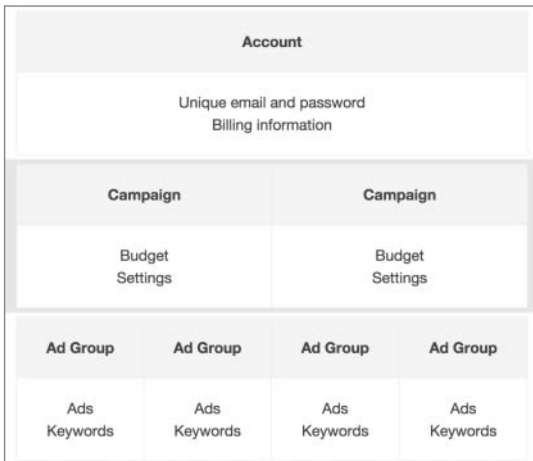 Account
Unique email and password
Billing information
Campaign
Campaign
Budget
Settings
Budget
Settings
Ad Group
Ad Group
Ad Group
Ad Group
Ads
Keywords
Ads
Keywords
Ads
Keywords
Ads
Keywords